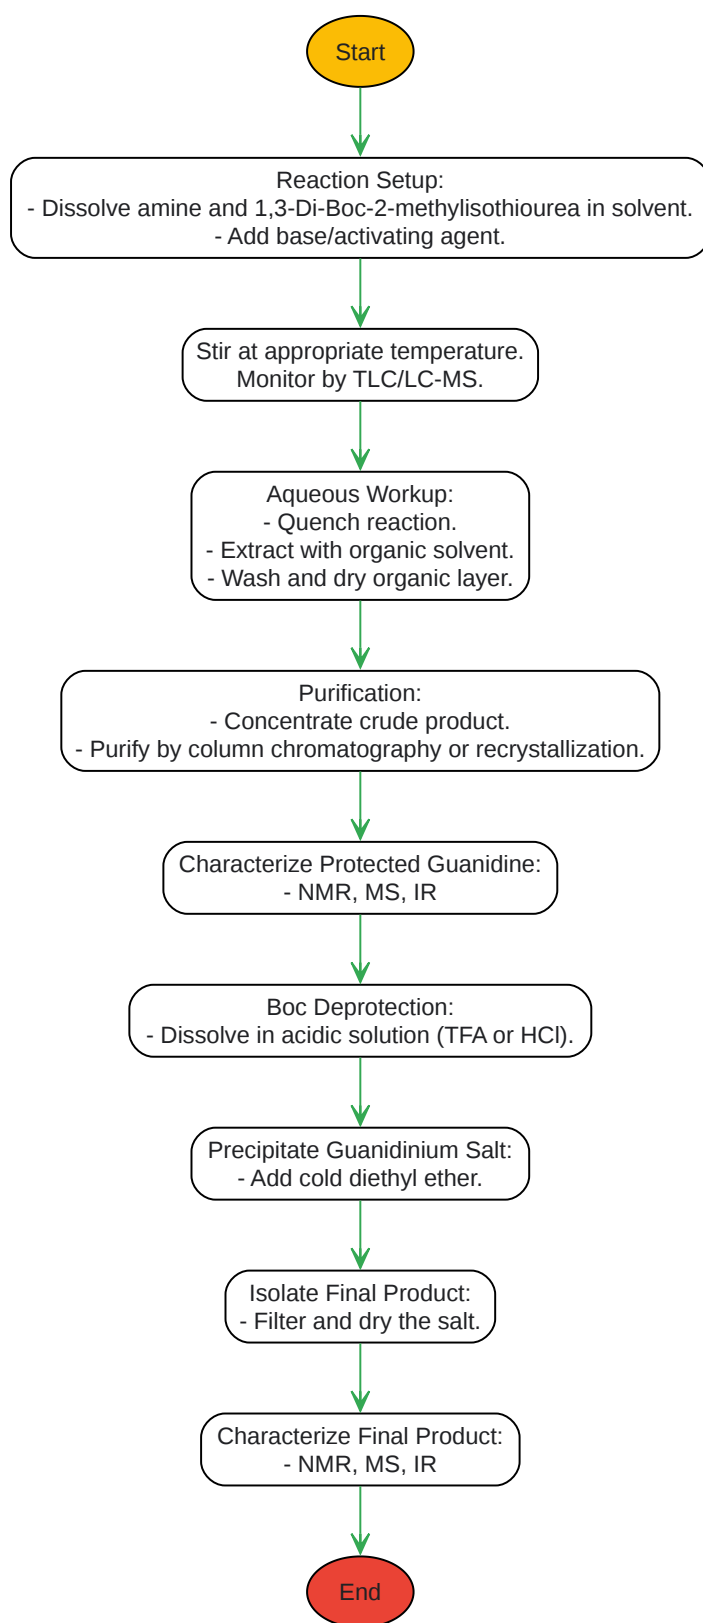 Start
Reaction Setup:
- Dissolve amine and 1,3-Di-Boc-2-methylisothiourea in solvent.
- Add base/activating agent.
Stir at appropriate temperature.
Monitor by TLC/LC-MS.
Aqueous Workup:
- Quench reaction.
- Extract with organic solvent.
- Wash and dry organic layer.
Purification:
- Concentrate crude product.
- Purify by column chromatography or recrystallization.
Characterize Protected Guanidine:
- NMR, MS, IR
Boc Deprotection:
- Dissolve in acidic solution (TFA or HCl).
Precipitate Guanidinium Salt:
- Add cold diethyl ether.
Isolate Final Product:
- Filter and dry the salt.
Characterize Final Product:
- NMR, MS, IR
End